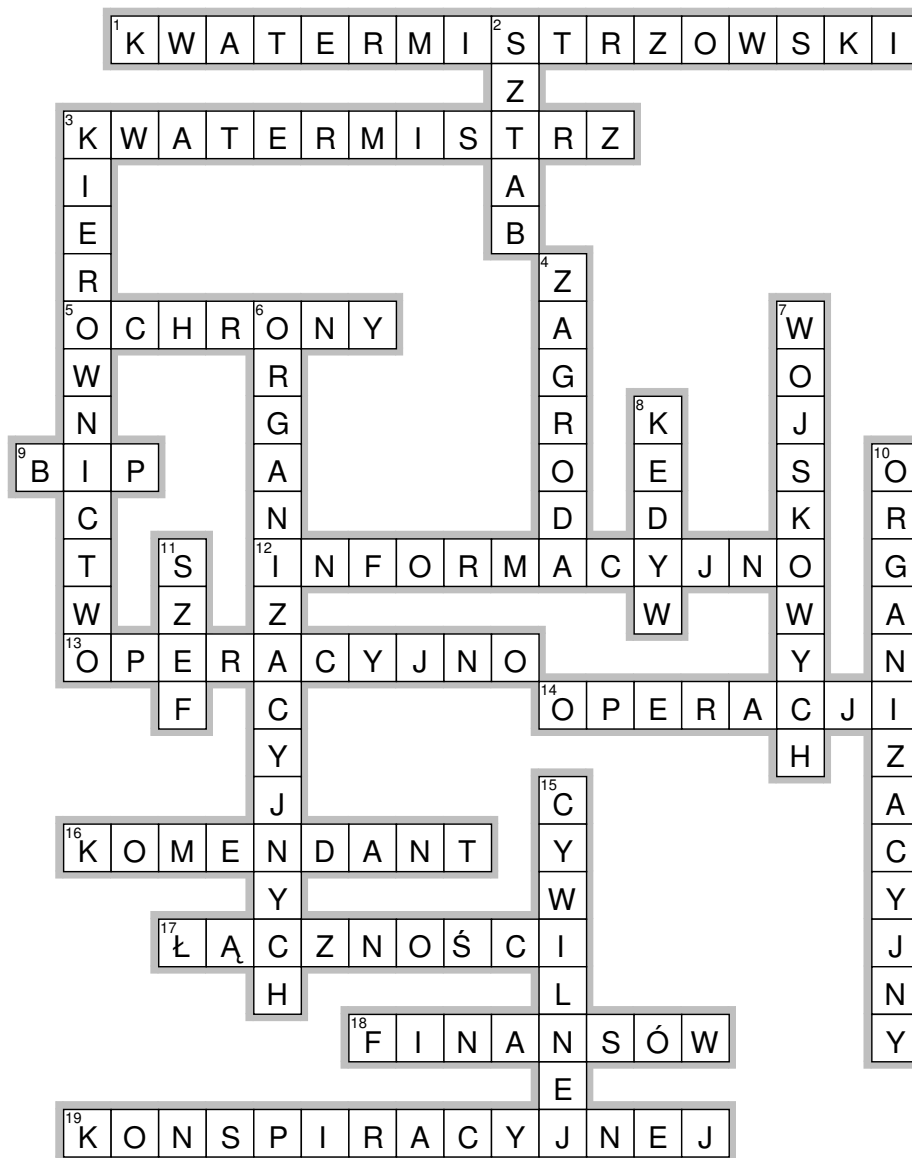 1 KWATERMISTRZOWSKI
2 SZTAB
3 KWATERMISTRZ
3 KIEROWNICTWO
4 ZAGRODA
5 OCHRONY
6 ORGANIZACYJNYCH
7 WOJSKOWYCH
8 KEDYW
9 BIP
10 ORGANIZACYJNY
11 SZEF
12 INFORMACYJNO
13 OPERACYJNO
14 OPERACJI
15 CYWILNEJ
16 KOMENDANT
17 ŁĄCZNOŚCI
18 FINANSÓW
19 KONSPIRACYJNEJ